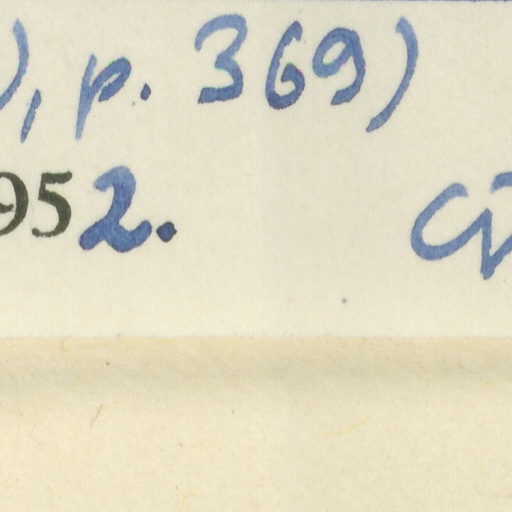 ), p. 369)
952.